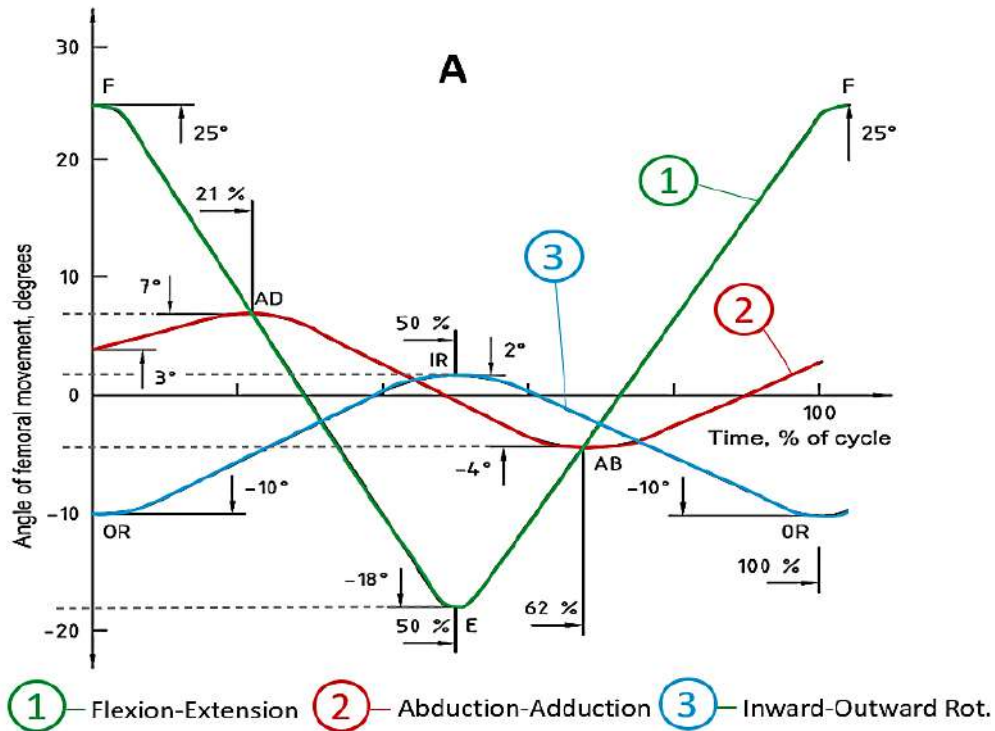 A
30
F
F
25°
25°
20
1
21 %
3
10
7°
AD
2
50 %
2°
IR
3°
0
100
Time, % of cycle
-4°
AB
-10°
-10°
-10
OR
OR
100 %
-18°
62 %
50 %
E
-20
Angle of femoral movement, degrees
1 Flexion-Extension 2 Abduction-Adduction 3 Inward-Outward Rot.